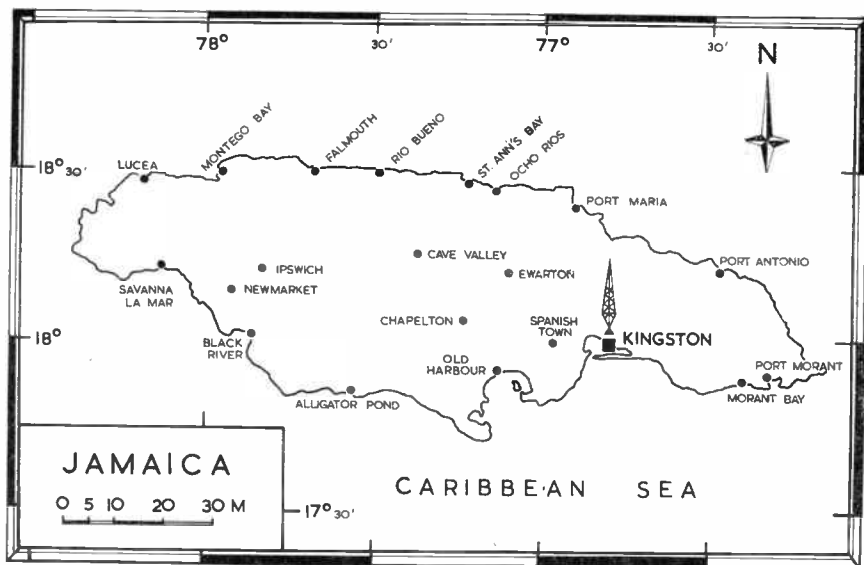 78°
30'
77°
30'
N
18°
30'
LUCEA
MONTEGO BAY
FALMOUTH
RIO BUENO
ST. ANN'S BAY
OCHO RIOS
PORT MARIA
PORT ANTONIO
CAVE VALLEY
IPSWICH
EWARTON
NEWMARKET
SAVANNA
LA MAR
CHAPELTON
SPANISH
TOWN
KINGSTON
18°
BLACK
RIVER
OLD
HARBOUR
PORT MORANT
MORANT BAY
ALLIGATOR POND
JAMAICA
0 5 10 20 30 M
CARIBBEAN SEA
17°
30'